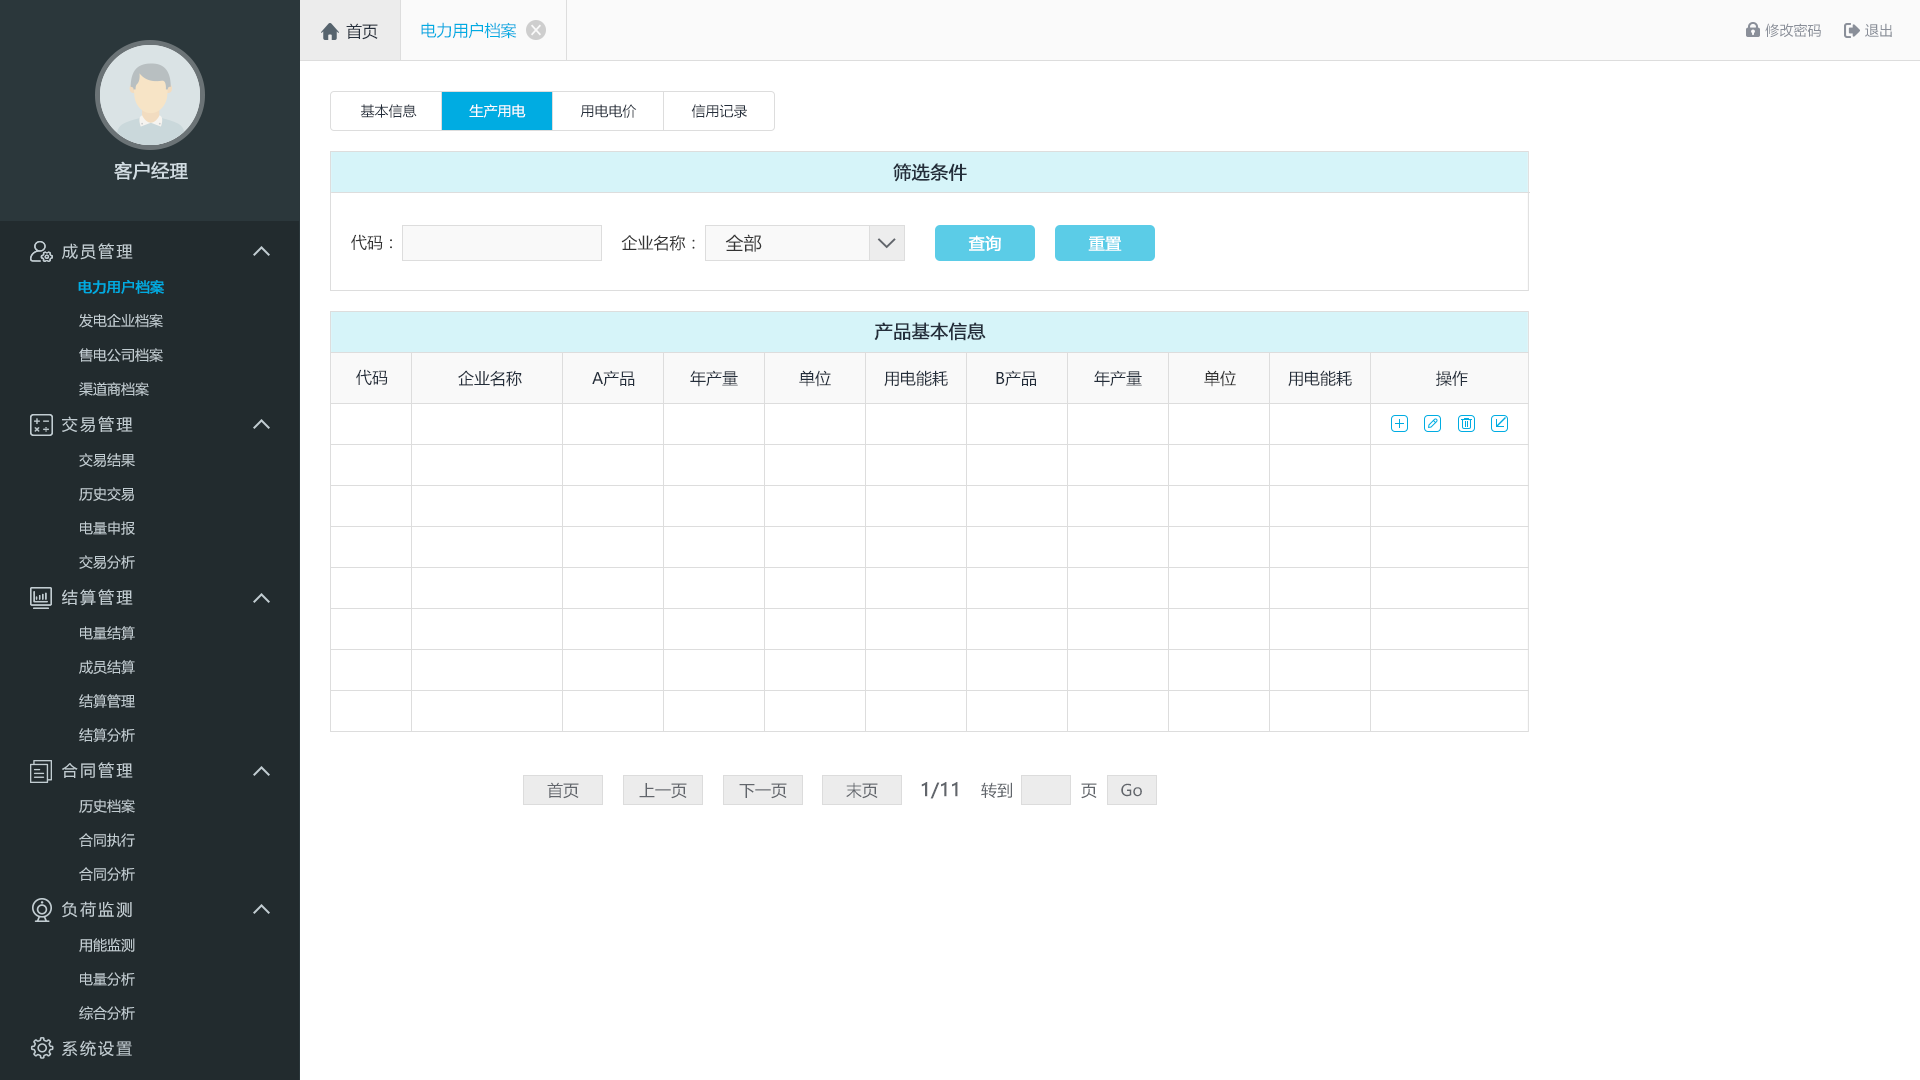 首页 电力用户档案 修改密码 退出
客户经理
成员管理
电力用户档案
发电企业档案
售电公司档案
渠道商档案
交易管理
交易结果
历史交易
电量申报
交易分析
结算管理
电量结算
成员结算
结算管理
结算分析
合同管理
历史档案
合同执行
合同分析
负荷监测
用能监测
电量分析
综合分析
系统设置
基本信息 生产用电 用电电价 信用记录
筛选条件
代码： 企业名称： 全部 查询 重置
产品基本信息
代码 企业名称 A产品 年产量 单位 用电能耗 B产品 年产量 单位 用电能耗 操作
首页 上一页 下一页 末页 1/11 转到 页 Go